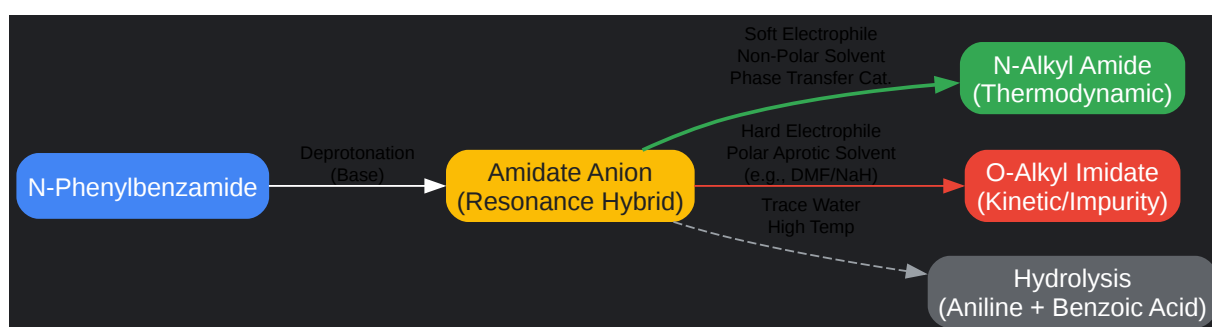 N-Phenylbenzamide
Deprotonation
(Base)
Amidate Anion
(Resonance Hybrid)
Soft Electrophile
Non-Polar Solvent
Phase Transfer Cat.
N-Alkyl Amide
(Thermodynamic)
Hard Electrophile
Polar Aprotic Solvent
(e.g., DMF/NaH)
O-Alkyl Imidate
(Kinetic/Impurity)
Trace Water
High Temp
Hydrolysis
(Aniline + Benzoic Acid)